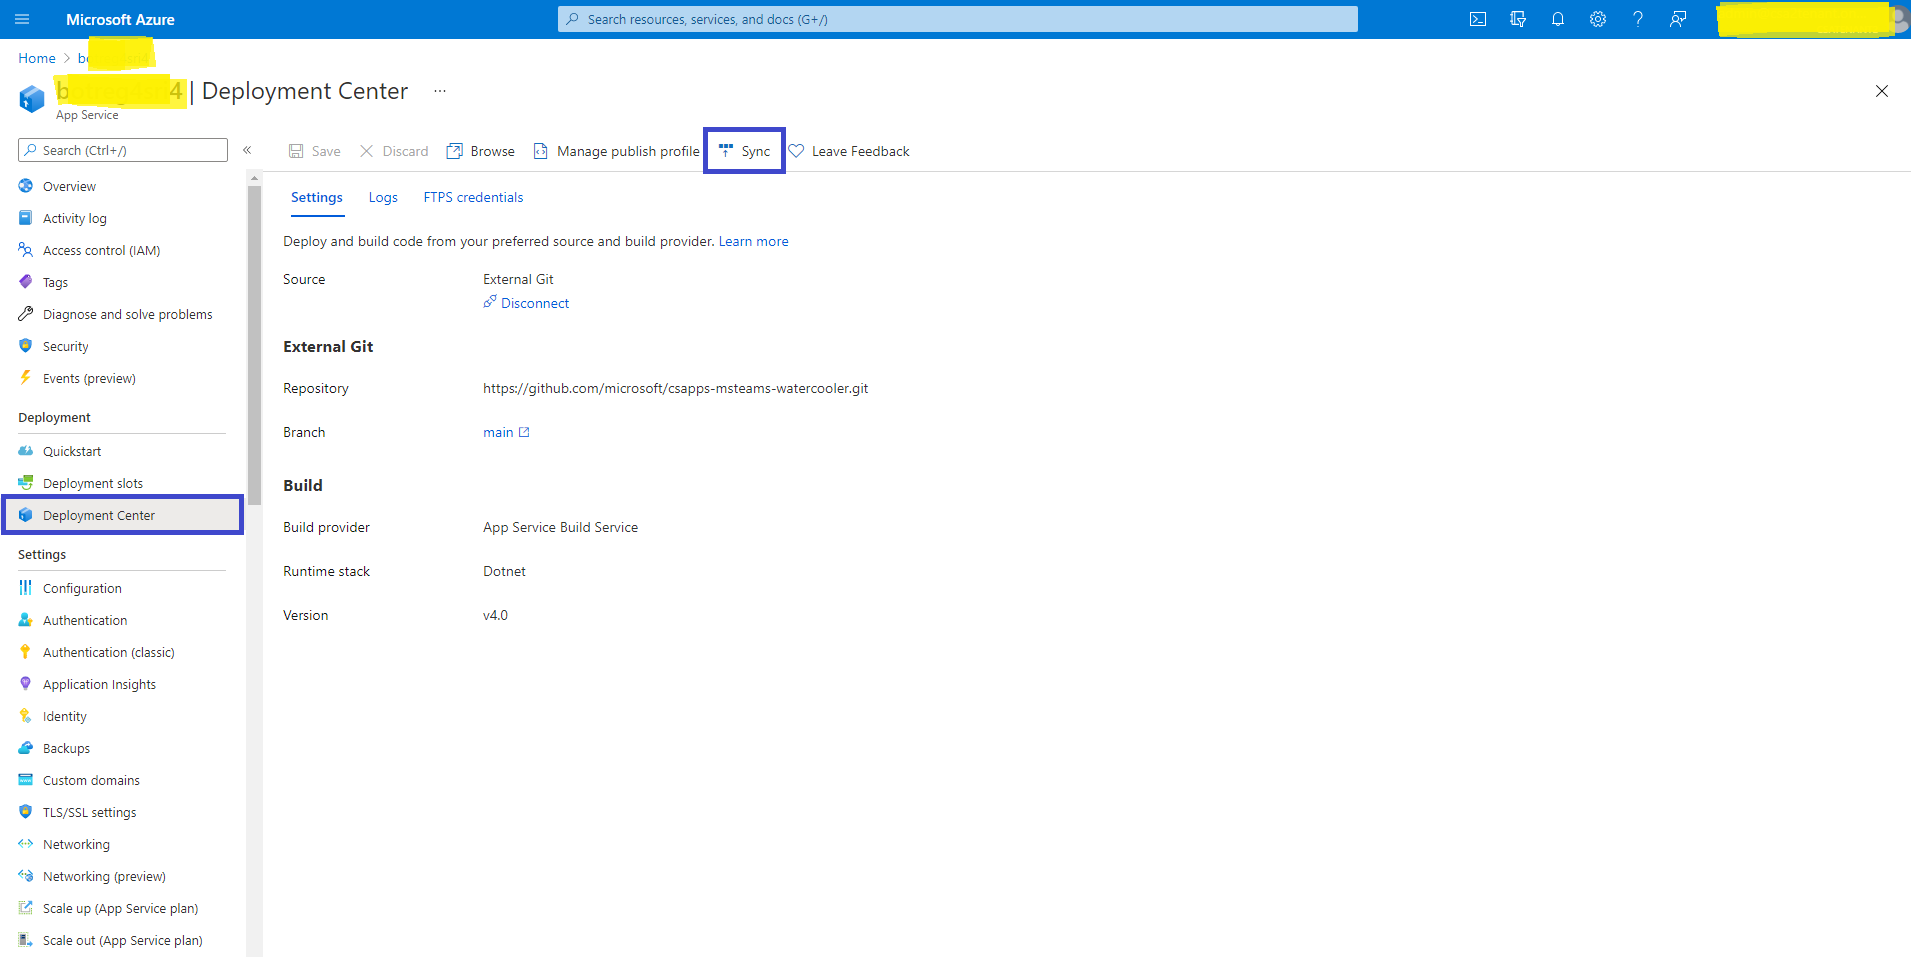 Microsoft Azure
Search resources, services, and docs (G+/)
Home
| Deployment Center ...
App Service
Search (Ctrl+/)
Save Discard Browse Manage publish profile Sync Leave Feedback
Overview
Activity log
Access control (IAM)
Tags
Diagnose and solve problems
Security
Events (preview)
Deployment
Quickstart
Deployment slots
Deployment Center
Settings
Configuration
Authentication
Authentication (classic)
Application Insights
Identity
Backups
Custom domains
TLS/SSL settings
Networking
Networking (preview)
Scale up (App Service plan)
Scale out (App Service plan)
Settings Logs FTPS credentials
Deploy and build code from your preferred source and build provider. Learn more
Source External Git
Disconnect
External Git
Repository https://github.com/microsoft/csapps-msteams-watercooler.git
Branch main
Build
Build provider App Service Build Service
Runtime stack Dotnet
Version v4.0